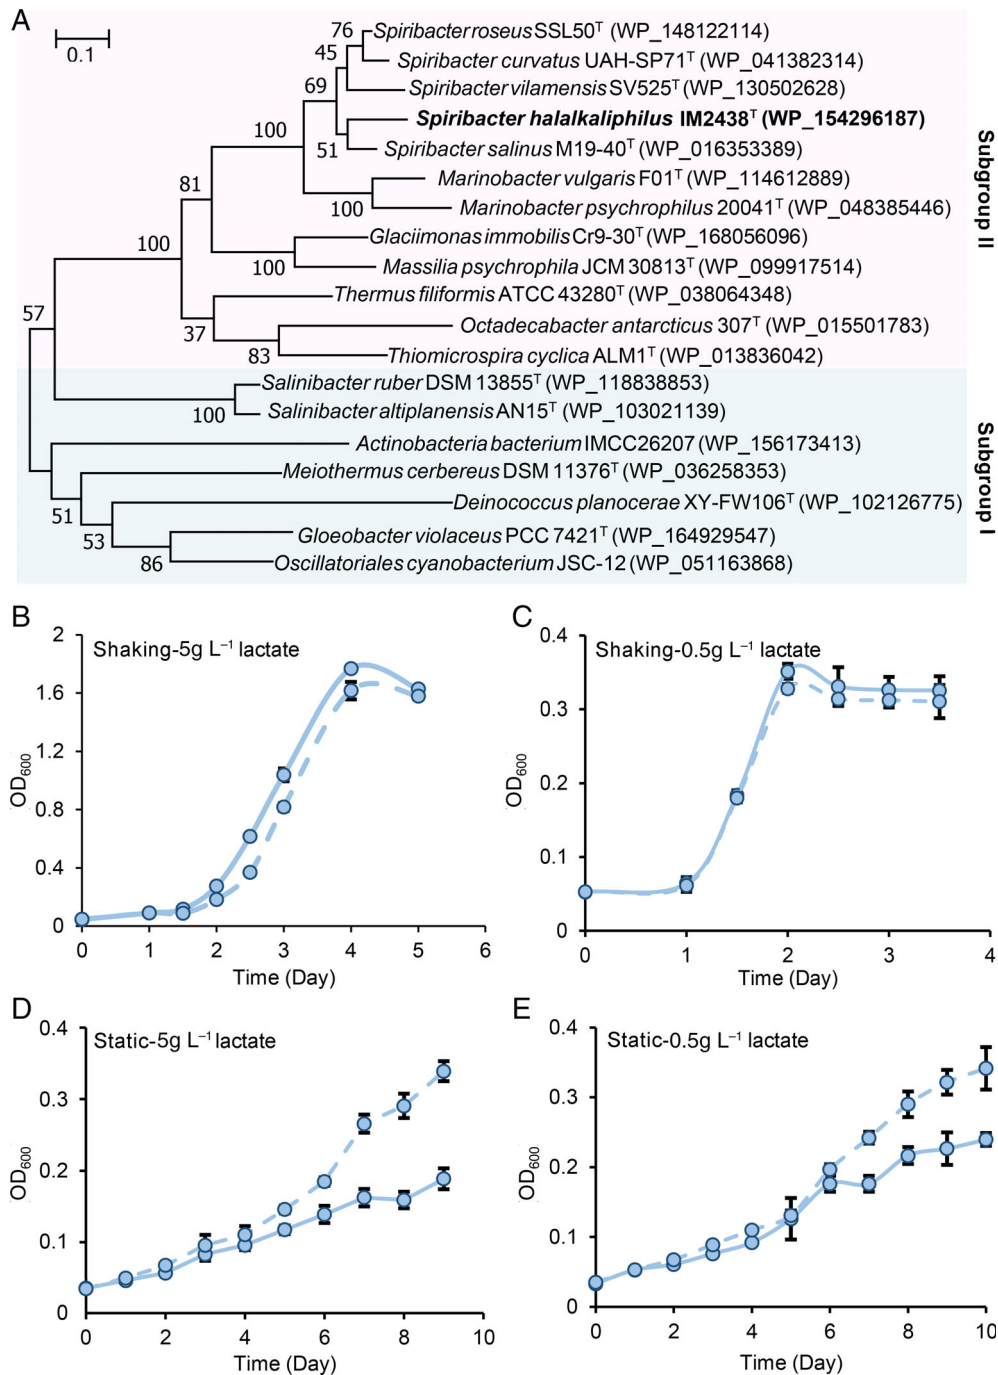 A
0.1
76
Spiribacter roseus SSL50ᵀ (WP_148122114)
45
Spiribacter curvatus UAH-SP71ᵀ (WP_041382314)
69
Spiribacter vilamensis SV525ᵀ (WP_130502628)
100
Spiribacter halalkaliphilus IM2438ᵀ (WP_154296187)
51
Spiribacter salinus M19-40ᵀ (WP_016353389)
81
Marinobacter vulgaris F01ᵀ (WP_114612889)
100
Marinobacter psychrophilus 20041ᵀ (WP_048385446)
100
Glaciimonas immobilis Cr9-30ᵀ (WP_168056096)
100
Massilia psychrophila JCM 30813ᵀ (WP_099917514)
Thermus filiformis ATCC 43280ᵀ (WP_038064348)
57
37
Octadecabacter antarcticus 307ᵀ (WP_015501783)
83
Thiomicrospira cyclica ALM1ᵀ (WP_013836042)
Subgroup II
Salinibacter ruber DSM 13855ᵀ (WP_118838853)
100
Salinibacter altiplanensis AN15ᵀ (WP_103021139)
Actinobacteria bacterium IMCC26207 (WP_156173413)
Meiothermus cerbereus DSM 11376ᵀ (WP_036258353)
51
Deinococcus planocerae XY-FW106ᵀ (WP_102126775)
53
Gloeobacter violaceus PCC 7421ᵀ (WP_164929547)
86
Oscillatoriales cyanobacterium JSC-12 (WP_051163868)
Subgroup I
B
Shaking-5g L⁻¹ lactate
2
1.6
1.2
0.8
0.4
0
OD₆₀₀
0 1 2 3 4 5 6
Time (Day)
C
Shaking-0.5g L⁻¹ lactate
0.4
0.3
0.2
0.1
0
OD₆₀₀
0 1 2 3 4
Time (Day)
D
Static-5g L⁻¹ lactate
0.4
0.3
0.2
0.1
0
OD₆₀₀
0 2 4 6 8 10
Time (Day)
E
Static-0.5g L⁻¹ lactate
0.4
0.3
0.2
0.1
0
OD₆₀₀
0 2 4 6 8 10
Time (Day)